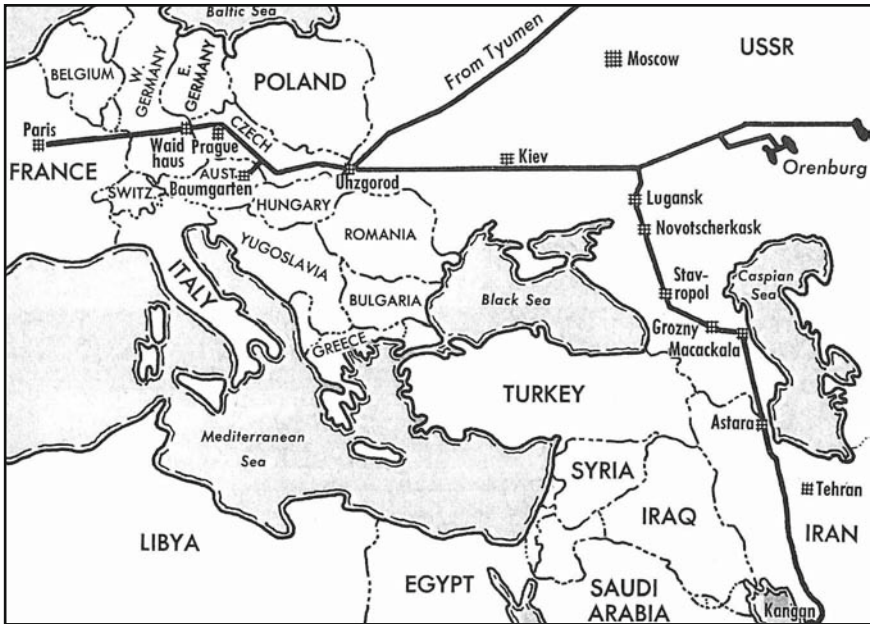 Baltic Sea
BELGIUM
W.
GERMANY
E.
GERMANY
POLAND
From Tyumen
Moscow
USSR
Paris
FRANCE
Waid
haus
Prague
CZECH
Uhzgorod
Kiev
Orenburg
AUST.
Baumgarten
SWITZ.
HUNGARY
Lugansk
Novotscherkask
ROMANIA
YUGOSLAVIA
ITALY
BULGARIA
Black Sea
Stav-
ropol
Caspian
Sea
Grozny
Macackala
GREECE
TURKEY
Astara
Mediterranean
Sea
SYRIA
Tehran
IRAQ
IRAN
LIBYA
EGYPT
SAUDI
ARABIA
Kangan